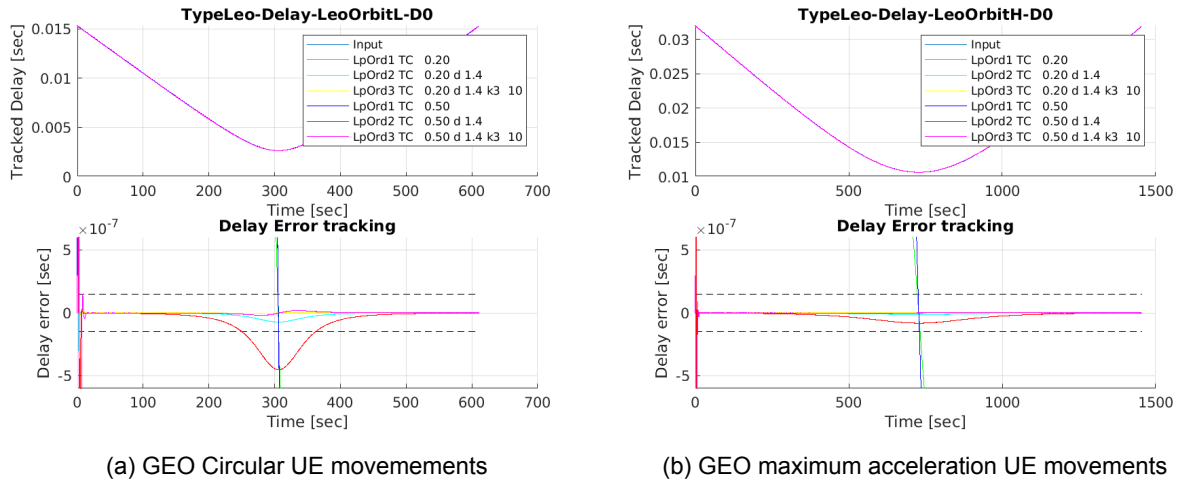 TypeLeo-Delay-LeoOrbitL-D0
Tracked Delay [sec]
0.015
0.01
0.005
0
Input
LpOrd1 TC 0.20
LpOrd2 TC 0.20 d 1.4
LpOrd3 TC 0.20 d 1.4 k3 10
LpOrd1 TC 0.50
LpOrd2 TC 0.50 d 1.4
LpOrd3 TC 0.50 d 1.4 k3 10
0 100 200 300 400 500 600 700
Time [sec]
Delay Error tracking
×10-7
Delay error [sec]
5
0
-5
0 100 200 300 400 500 600 700
Time [sec]
(a) GEO Circular UE movemements
TypeLeo-Delay-LeoOrbitH-D0
Tracked Delay [sec]
0.03
0.025
0.02
0.015
0.01
Input
LpOrd1 TC 0.20
LpOrd2 TC 0.20 d 1.4
LpOrd3 TC 0.20 d 1.4 k3 10
LpOrd1 TC 0.50
LpOrd2 TC 0.50 d 1.4
LpOrd3 TC 0.50 d 1.4 k3 10
0 500 1000 1500
Time [sec]
Delay Error tracking
×10-7
Delay error [sec]
5
0
-5
0 500 1000 1500
Time [sec]
(b) GEO maximum acceleration UE movements